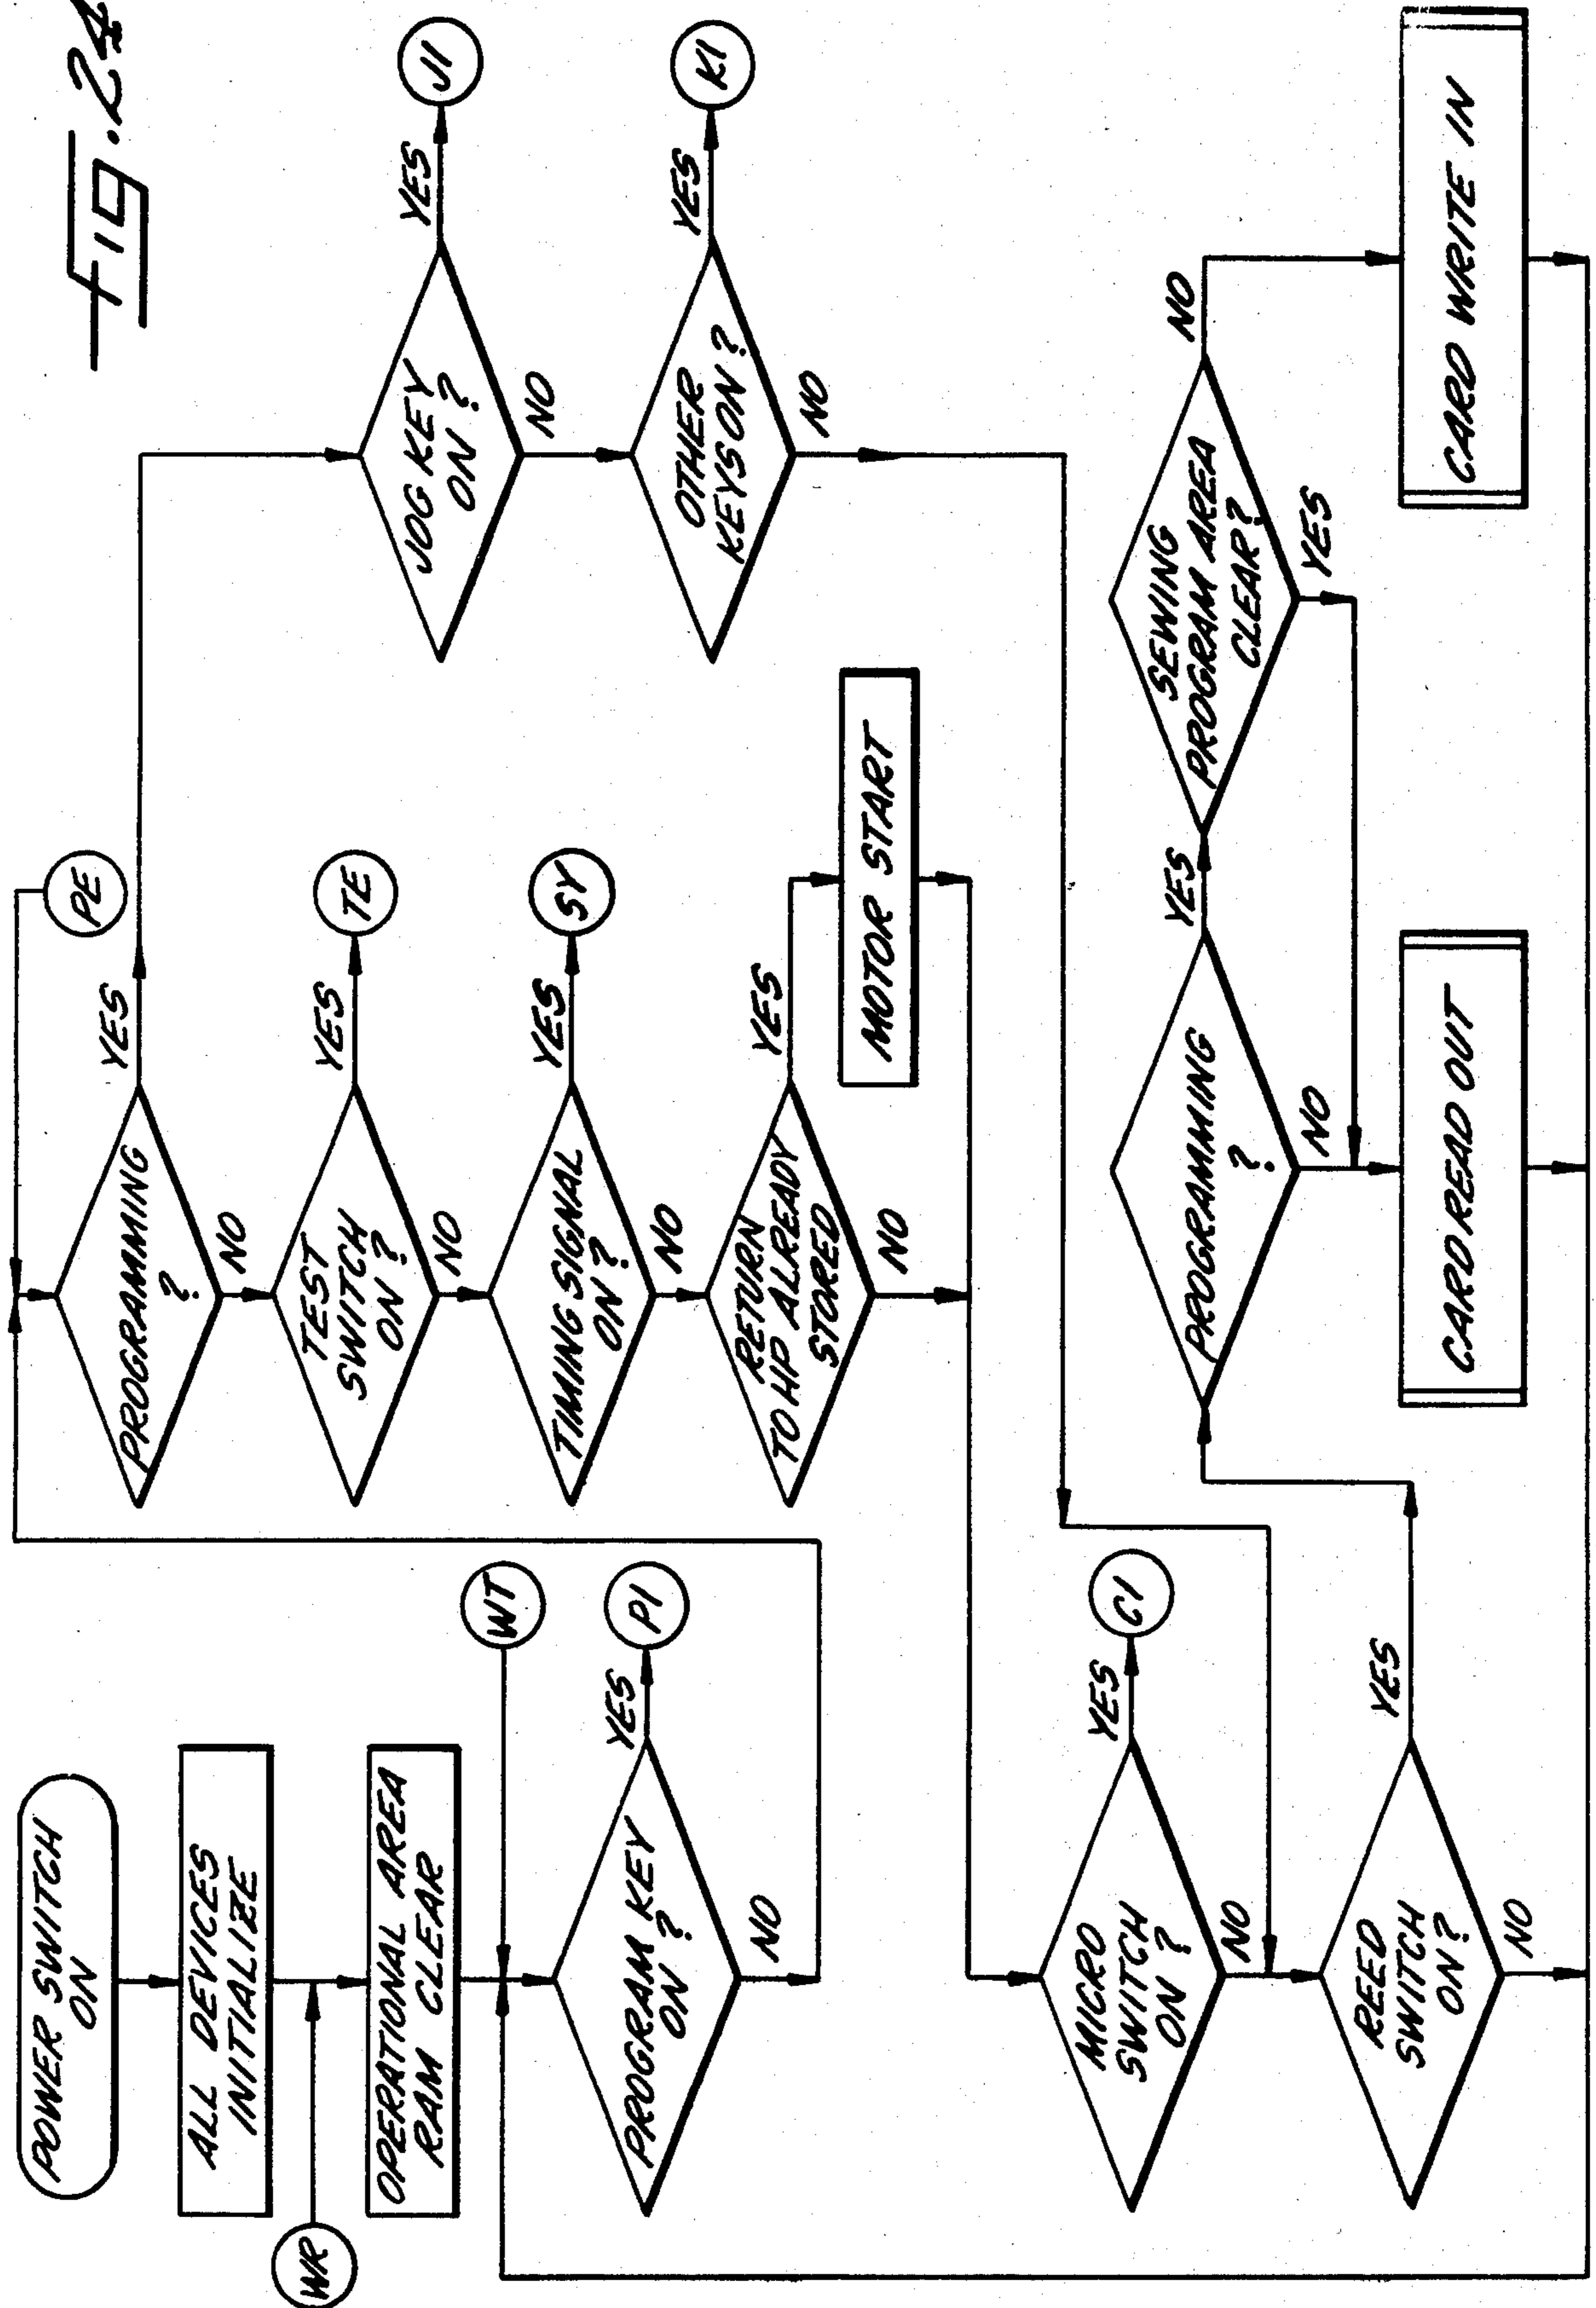 Fig. 24
POWER SWITCH
ON
ALL DEVICES
INITIALIZE
WR
OPERATIONAL AREA
RAM CLEAR
WT
PROGRAM KEY
ON?
YES
P1
NO
PE
PROGRAMMING
?
YES
NO
TEST
SWITCH
ON?
YES
TE
NO
TIMING SIGNAL
ON?
YES
SY
NO
RETURN
TO HP ALREADY
STORED
YES
NO
MOTOR START
JOG KEY
ON?
YES
J1
NO
OTHER
KEYS ON?
YES
K1
NO
MICRO
SWITCH
ON?
YES
C1
NO
REED
SWITCH
ON?
YES
NO
PROGRAMMING
?
YES
NO
SEWING
PROGRAM AREA
CLEAR?
NO
YES
CARD READ OUT
CARD WRITE IN